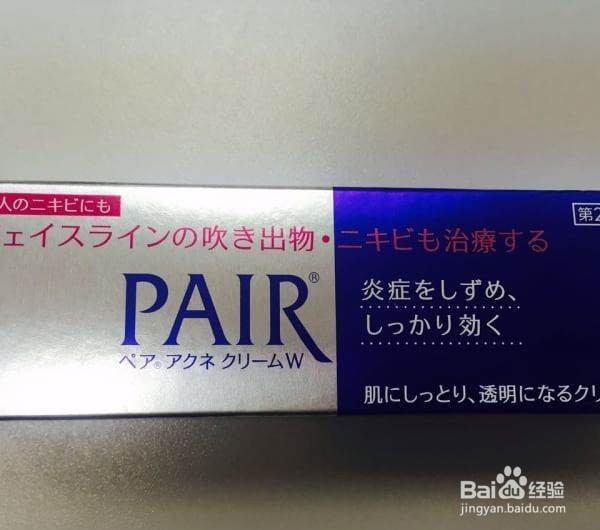 人のニキビにも
ェイスラインの吹き出物・ニキビも治療する
第2
PAIR®
ペア®アクネ クリームW
炎症をしずめ、
しっかり効く
肌にしっとり、透明になるクリ
Bai du 经验
jingyan.baidu.com